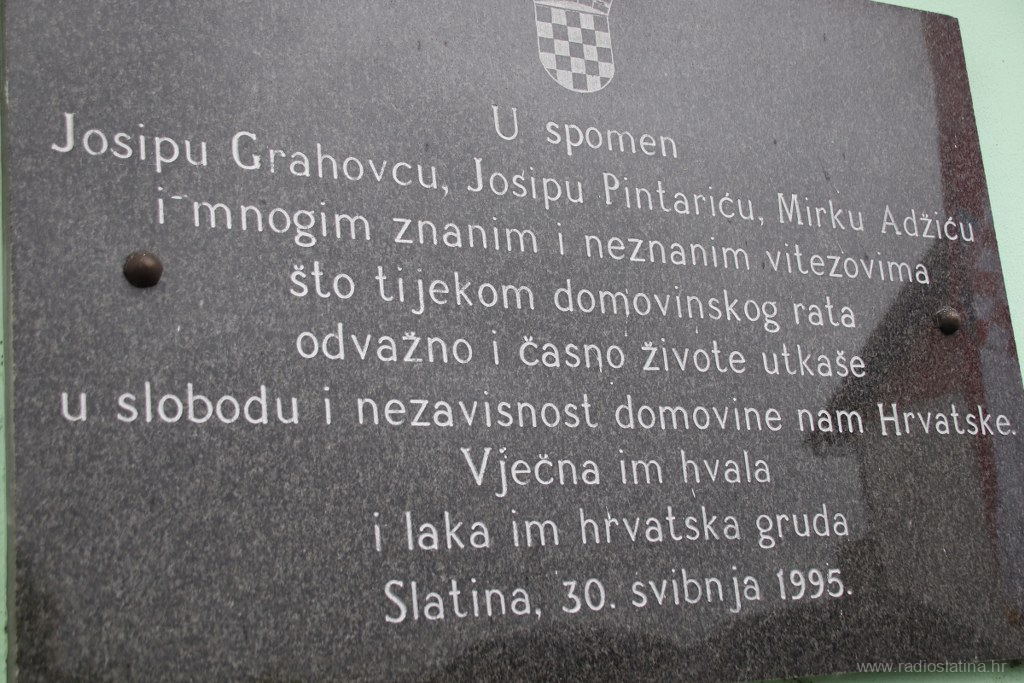 U spomen
Josipu Grahovcu, Josipu Pintariću, Mirku Adžiću
i mnogim znanim i neznanim vitezovima
što tijekom domovinskog rata
odvažno i časno živote utkaše
u slobodu i nezavisnost domovine nam Hrvatske.
Vječna im hvala
i laka im hrvatska gruda
Slatina, 30. svibnja 1995.
www.radioslatina.hr